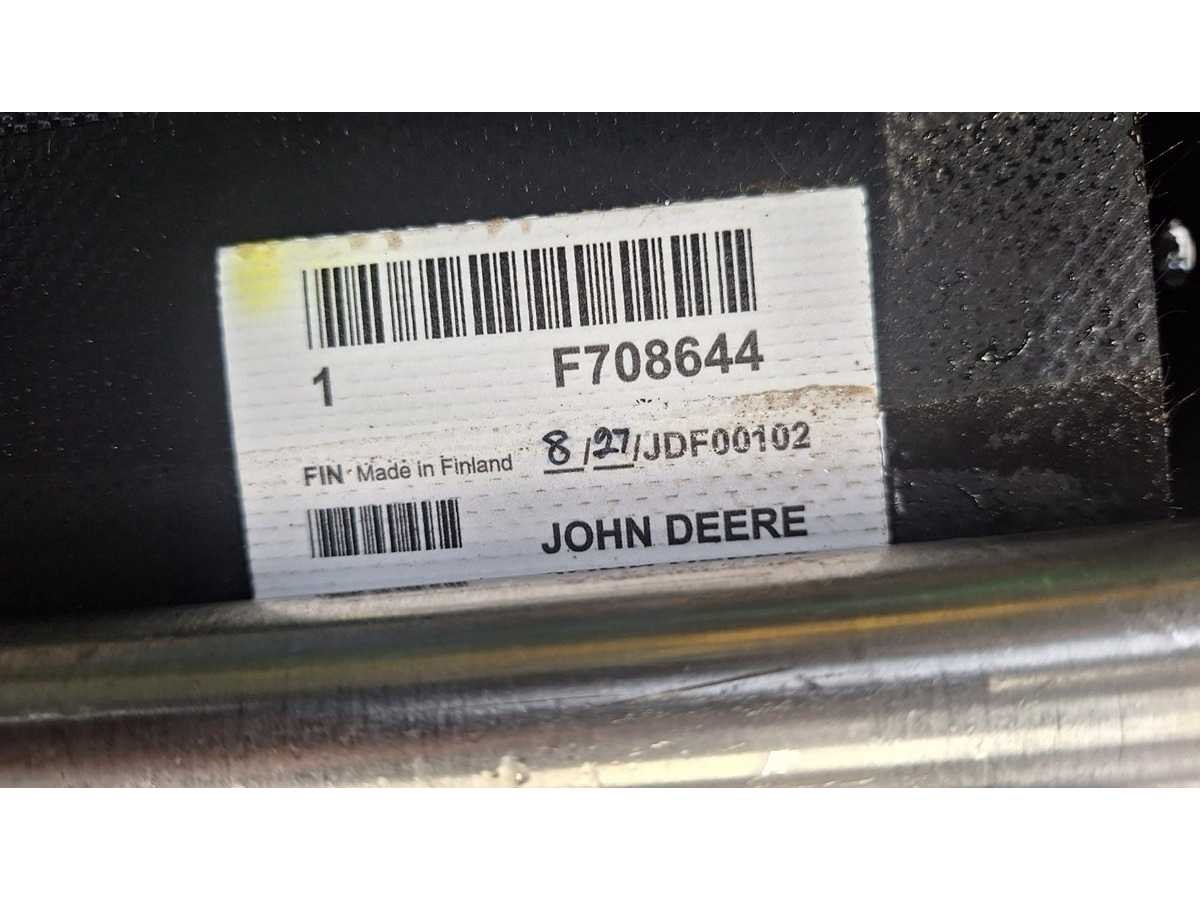 1 F708644
FIN Made in Finland 8/27/JDF00102
JOHN DEERE